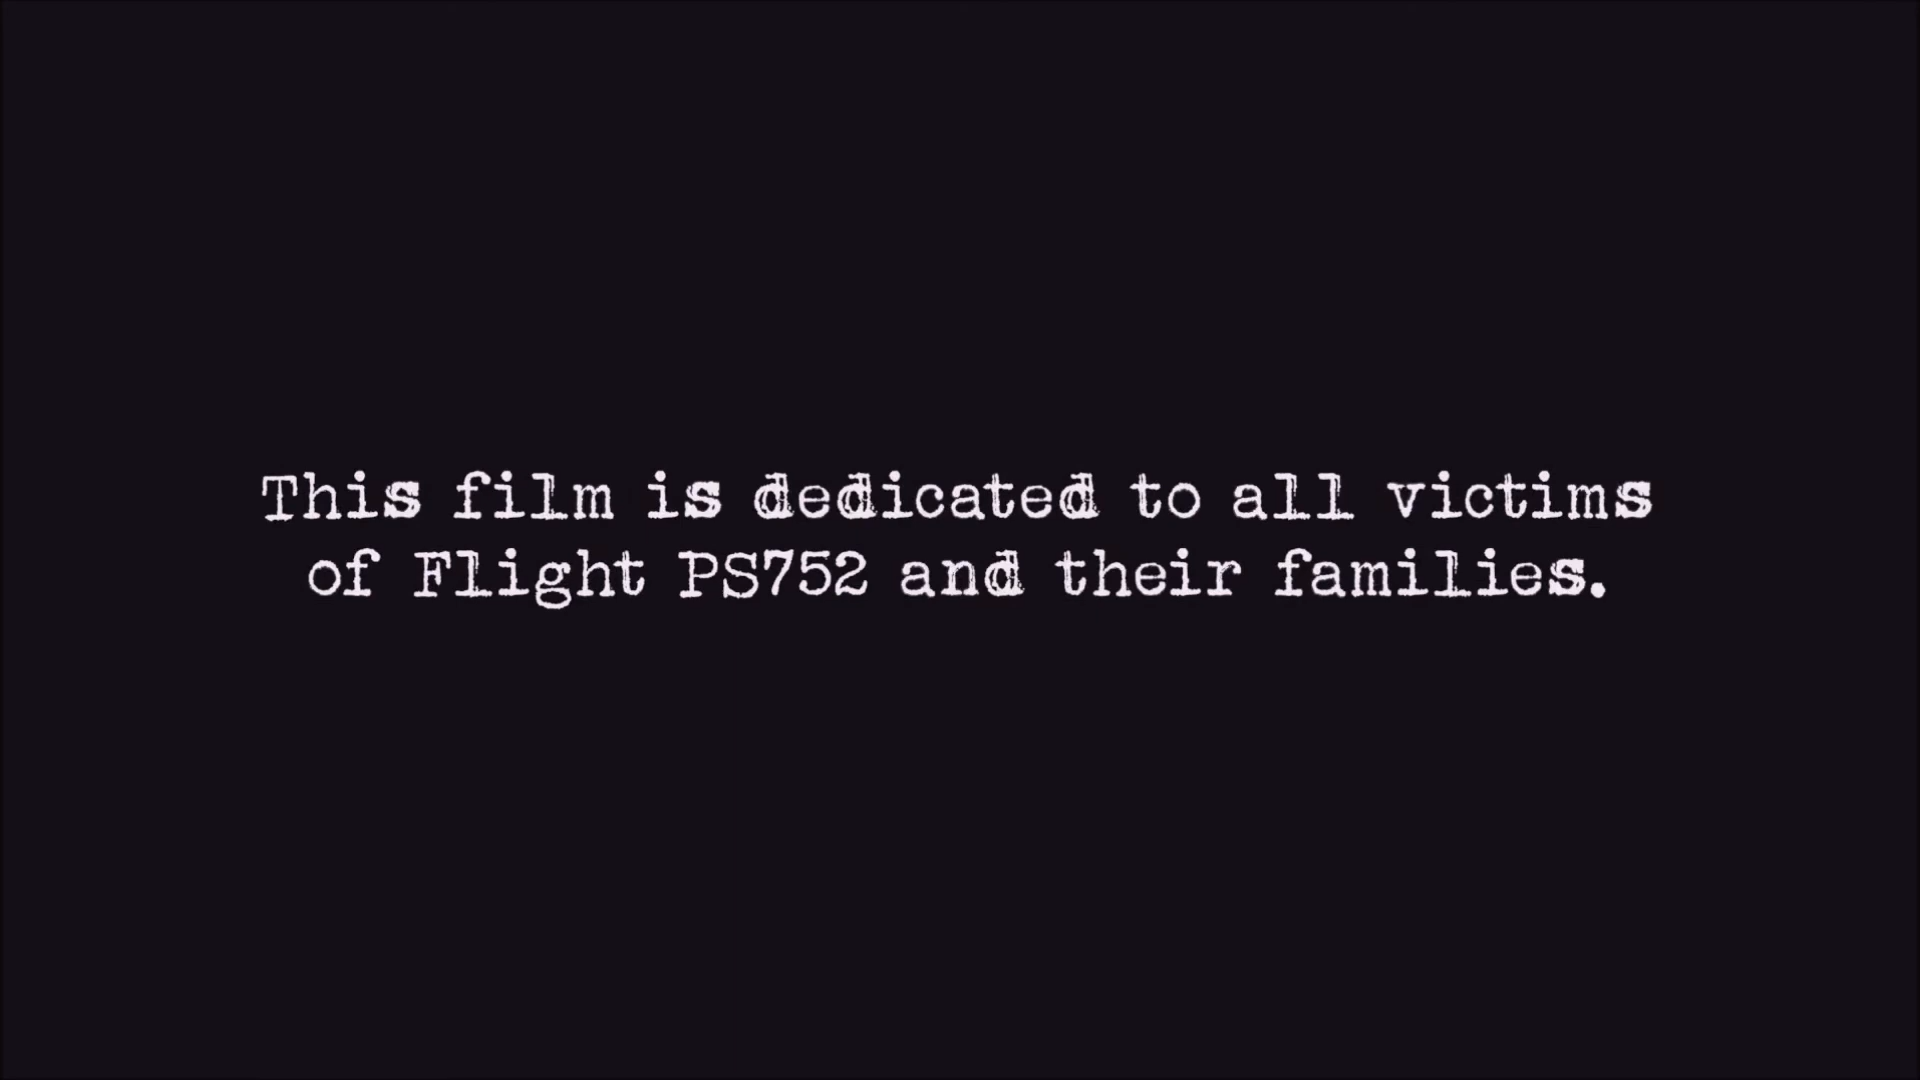 This film is dedicated to all victims
of Flight PS752 and their families.